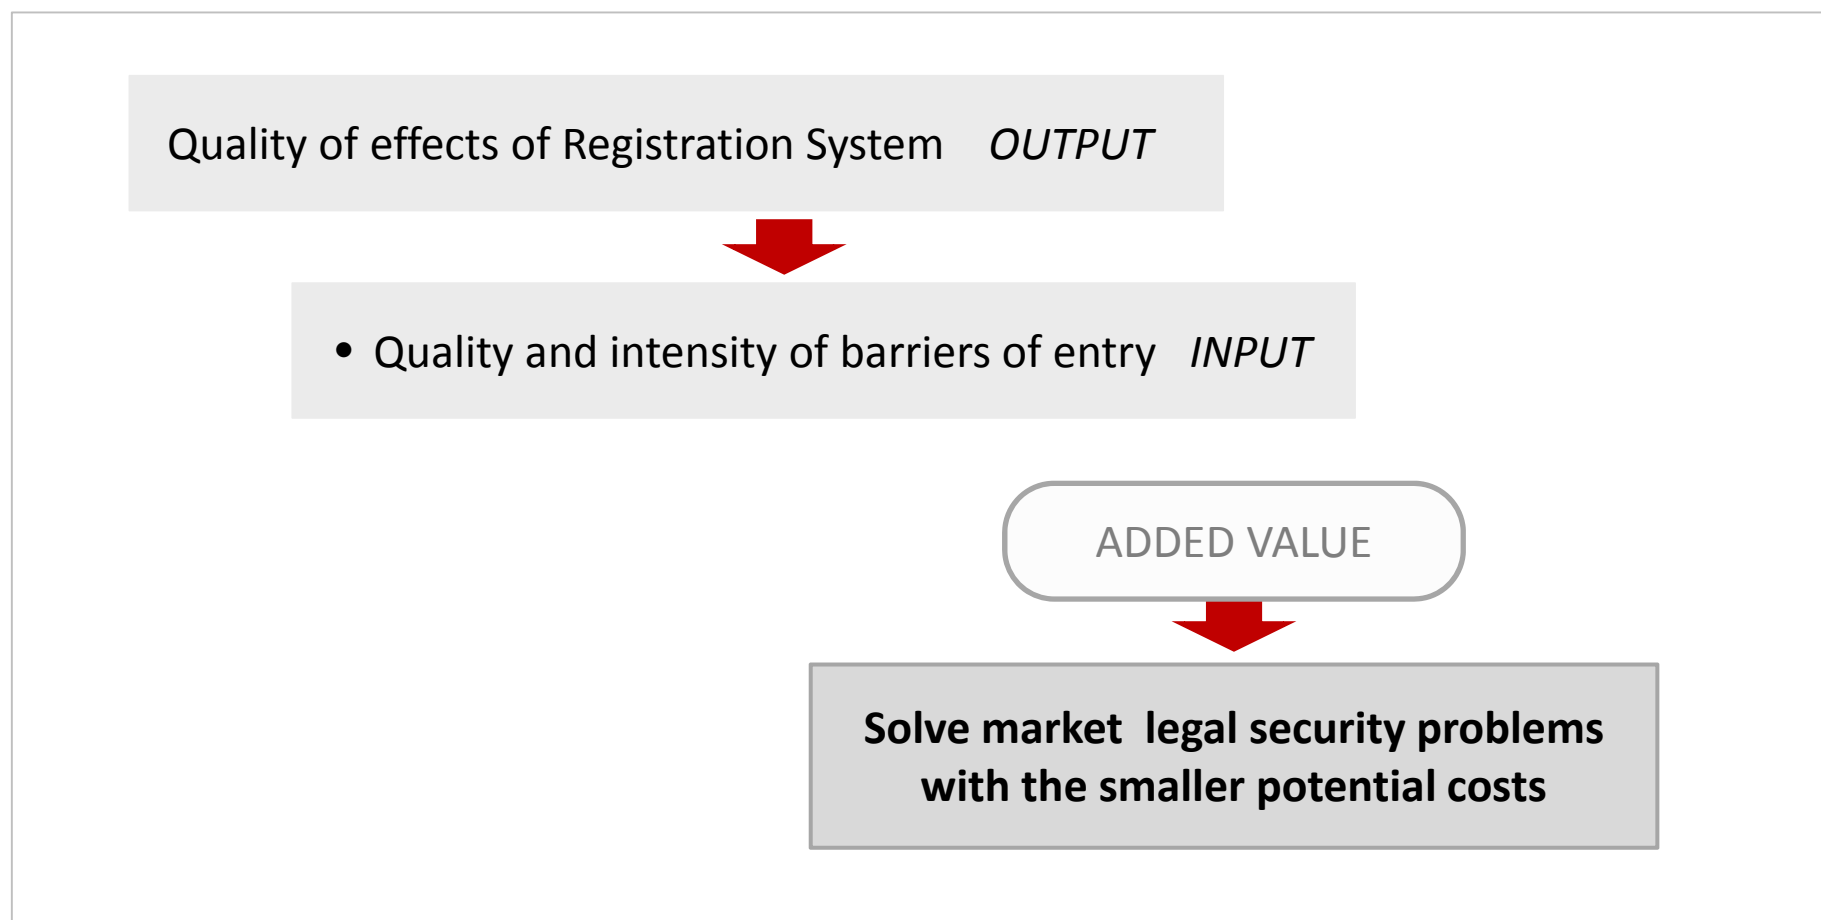 Quality of effects of Registration System OUTPUT
• Quality and intensity of barriers of entry INPUT
ADDED VALUE
Solve market legal security problems
with the smaller potential costs